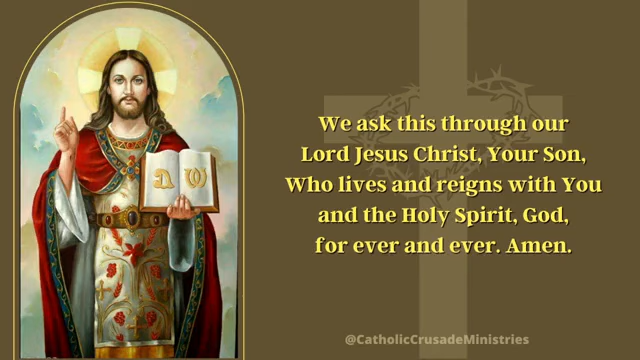 ב ש
We ask this through our
Lord Jesus Christ, Your Son,
Who lives and reigns with You
and the Holy Spirit, God,
for ever and ever. Amen.
@CatholicCrusadeMinistries